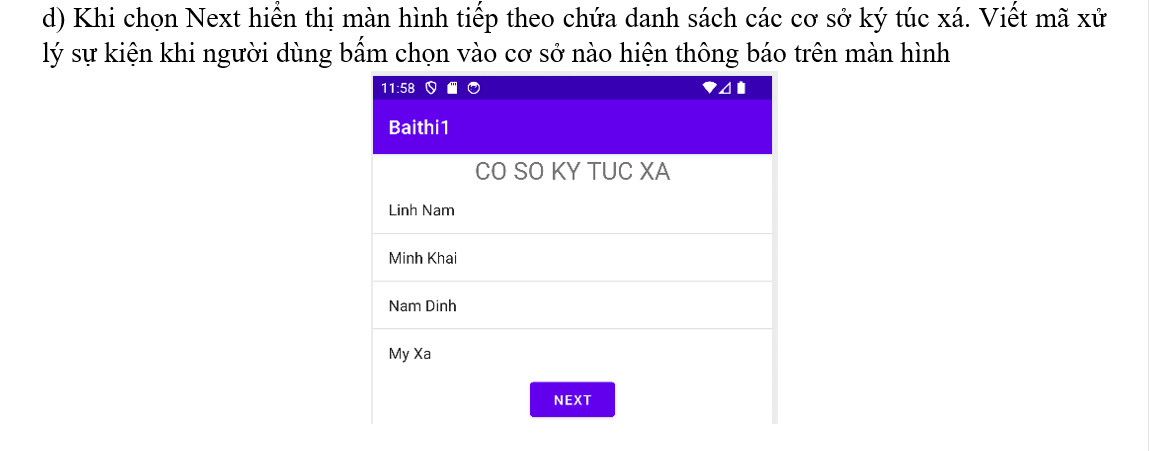 d) Khi chọn Next hiển thị màn hình tiếp theo chứa danh sách các cơ sở ký túc xá. Viết mã xử
lý sự kiện khi người dùng bấm chọn vào cơ sở nào hiện thông báo trên màn hình
11:58
Baithi1
CO SO KY TUC XA
Linh Nam
Minh Khai
Nam Dinh
My Xa
NEXT